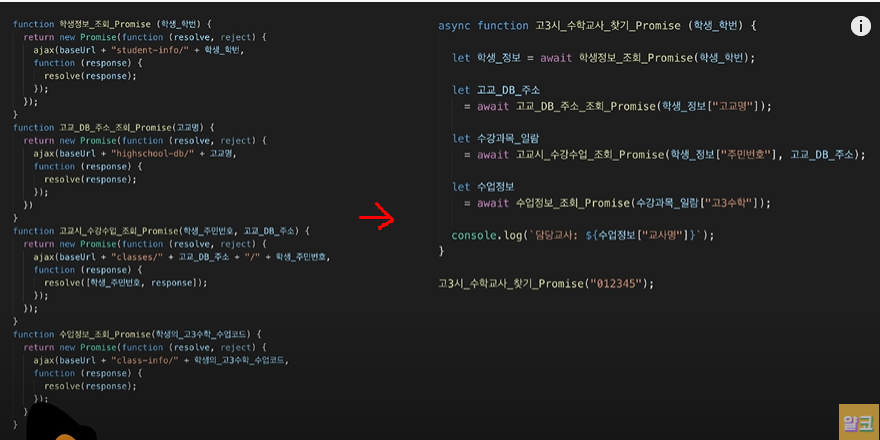 function 학생정보_조회_Promise (학생_학번) {
return new Promise(function (resolve, reject) {
ajax(baseUrl + "student-info/" + 학생_학번,
function (response) {
resolve(response);
});
});
}
function 고교_DB_주소_조회_Promise(고교명) {
return new Promise(function (resolve, reject) {
ajax(baseUrl + "highschool-db/" + 고교명,
function (response) {
resolve(response);
});
})
}
function 고교시_수강수업_조회_Promise(학생_주민번호, 고교_DB_주소) {
return new Promise(function (resolve, reject) {
ajax(baseUrl + "classes/" + 고교_DB_주소 + "/" + 학생_주민번호,
function (response) {
resolve([학생_주민번호, response]);
});
});
}
function 수업정보_조회_Promise(학생의_고3수학_수업코드) {
return new Promise(function (resolve, reject) {
ajax(baseUrl + "class-info/" + 학생의_고3수학_수업코드,
function (response) {
resolve(response);
});
}
}
async function 고3시_수학교사_찾기_Promise (학생_학번) {
let 학생_정보 = await 학생정보_조회_Promise(학생_학번);
let 고교_DB_주소
= await 고교_DB_주소_조회_Promise(학생_정보["고교명"]);
let 수강과목_일람
= await 고교시_수강수업_조회_Promise(학생_정보["주민번호"], 고교_DB_주소);
let 수업정보
= await 수업정보_조회_Promise(수강과목_일람["고3수학"]);
console.log(`담당교사: ${수업정보["교사명"]}`);
}
고3시_수학교사_찾기_Promise("012345");
얄코